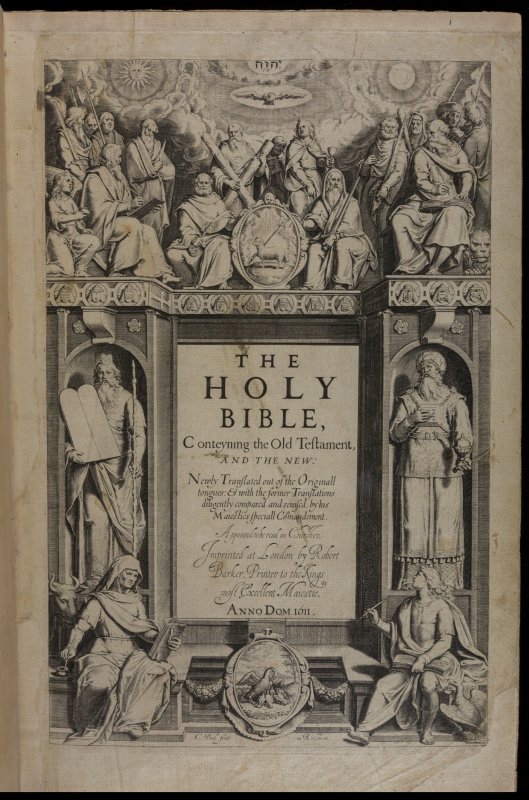 יהוה
THE
HOLY
BIBLE,
Conteyning the Old Testament,
AND THE NEW:
Newly Translated out of the Originall
tongues: & with the former Translations
diligently compared and reuised, by his
Maiesties speciall Comandement.
Appointed to be read in Churches.
Imprinted at London by Robert
Barker, Printer to the Kings
most Excellent Maiestie.
ANNO DOM. 1611.